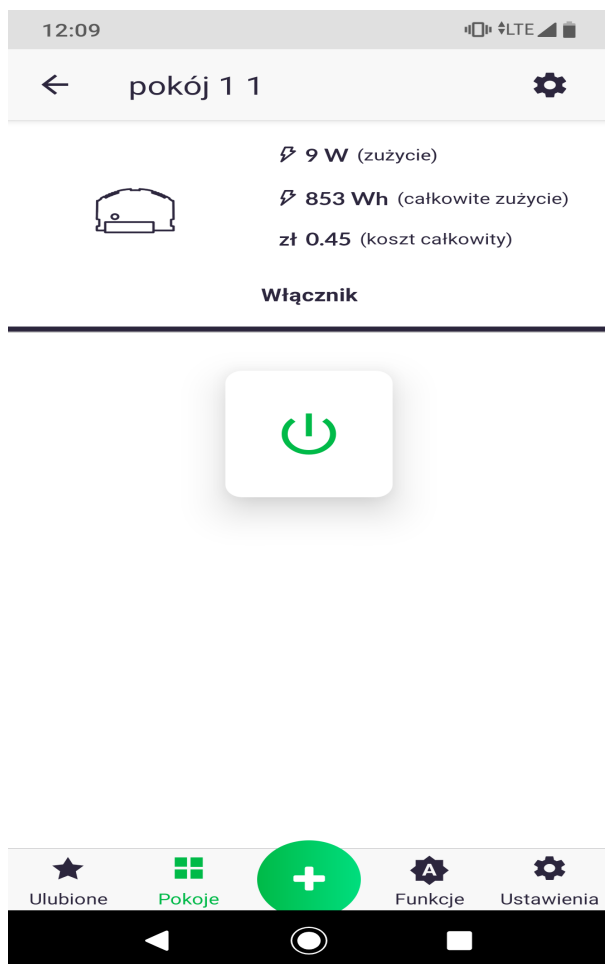 12:09
LTE
pokój 1 1
9 W (zużycie)
853 Wh (całkowite zużycie)
zł 0.45 (koszt całkowity)
Włącznik
A
Ulubione Pokoje Funkcje Ustawienia